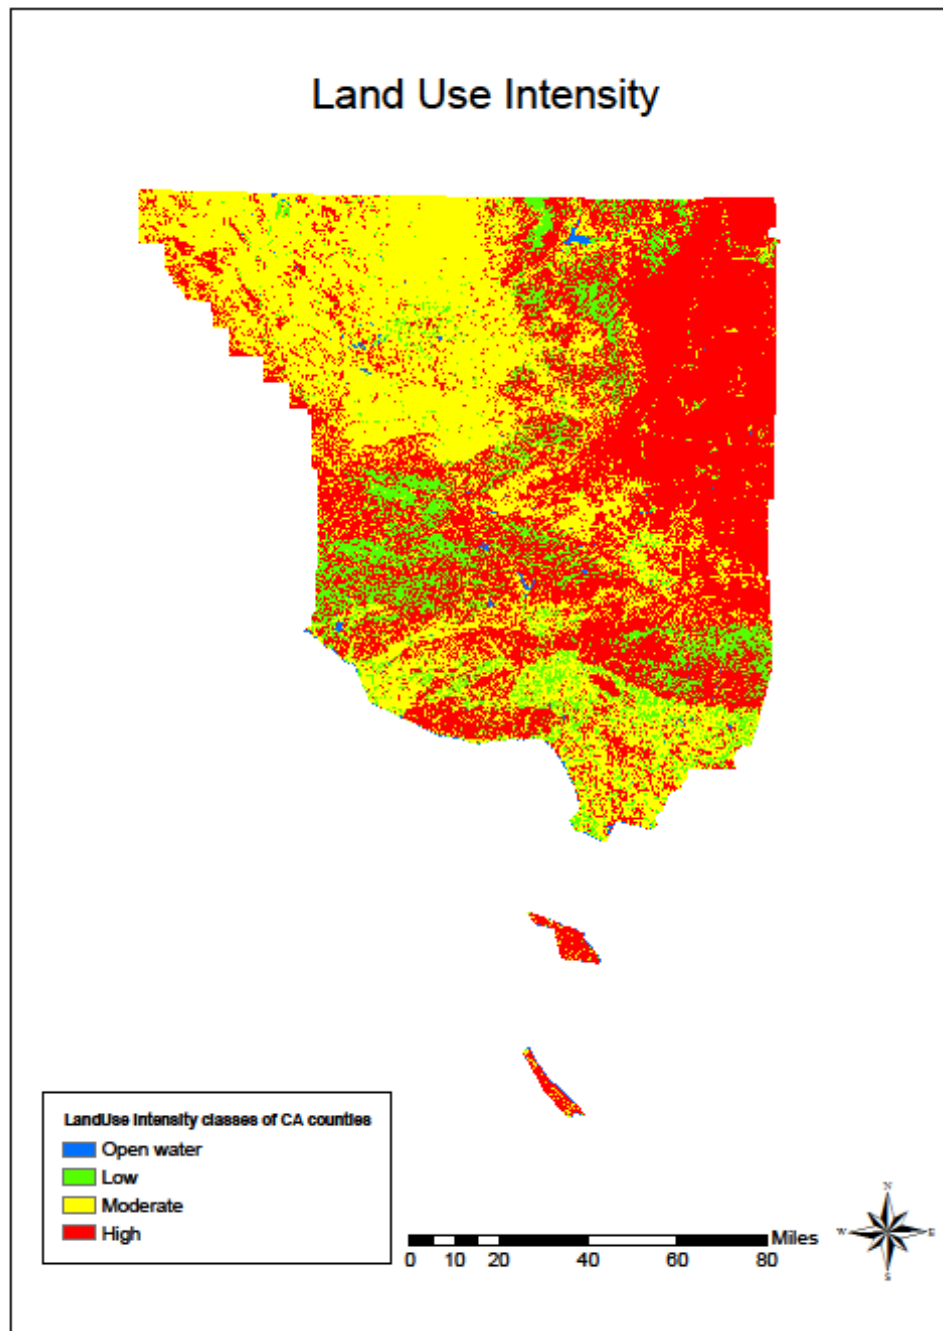 Land Use Intensity
LandUse Intensity classes of CA counties
Open water
Low
Moderate
High
Miles
0 10 20 40 60 80
N
W E
S